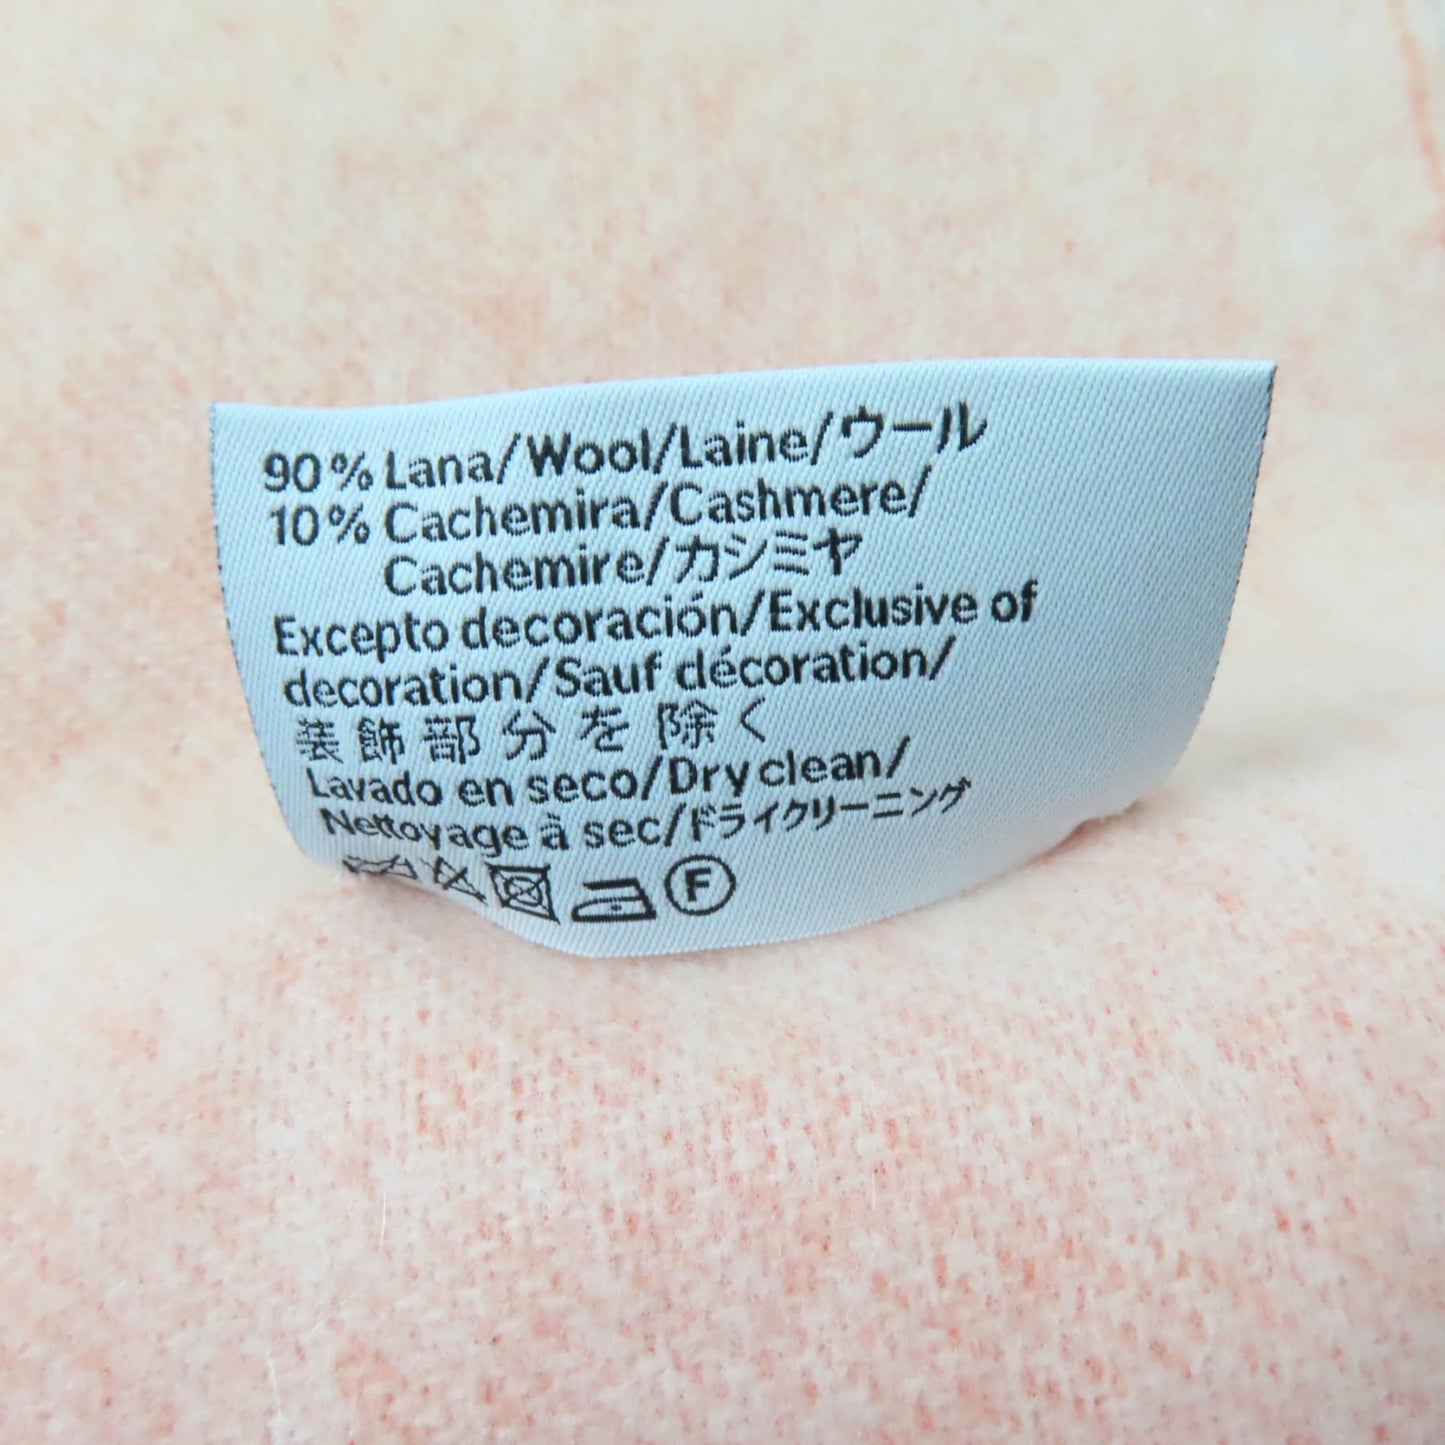 90% Lana/Wool/Laine/ウール
10% Cachemira/Cashmere/
Cachemire/カシミヤ
Excepto decoración/Exclusive of
decoration/Sauf décoration/
装飾部分を除く
Lavado en seco/Dry clean/
Nettoyage à sec/ドライクリーニング
F